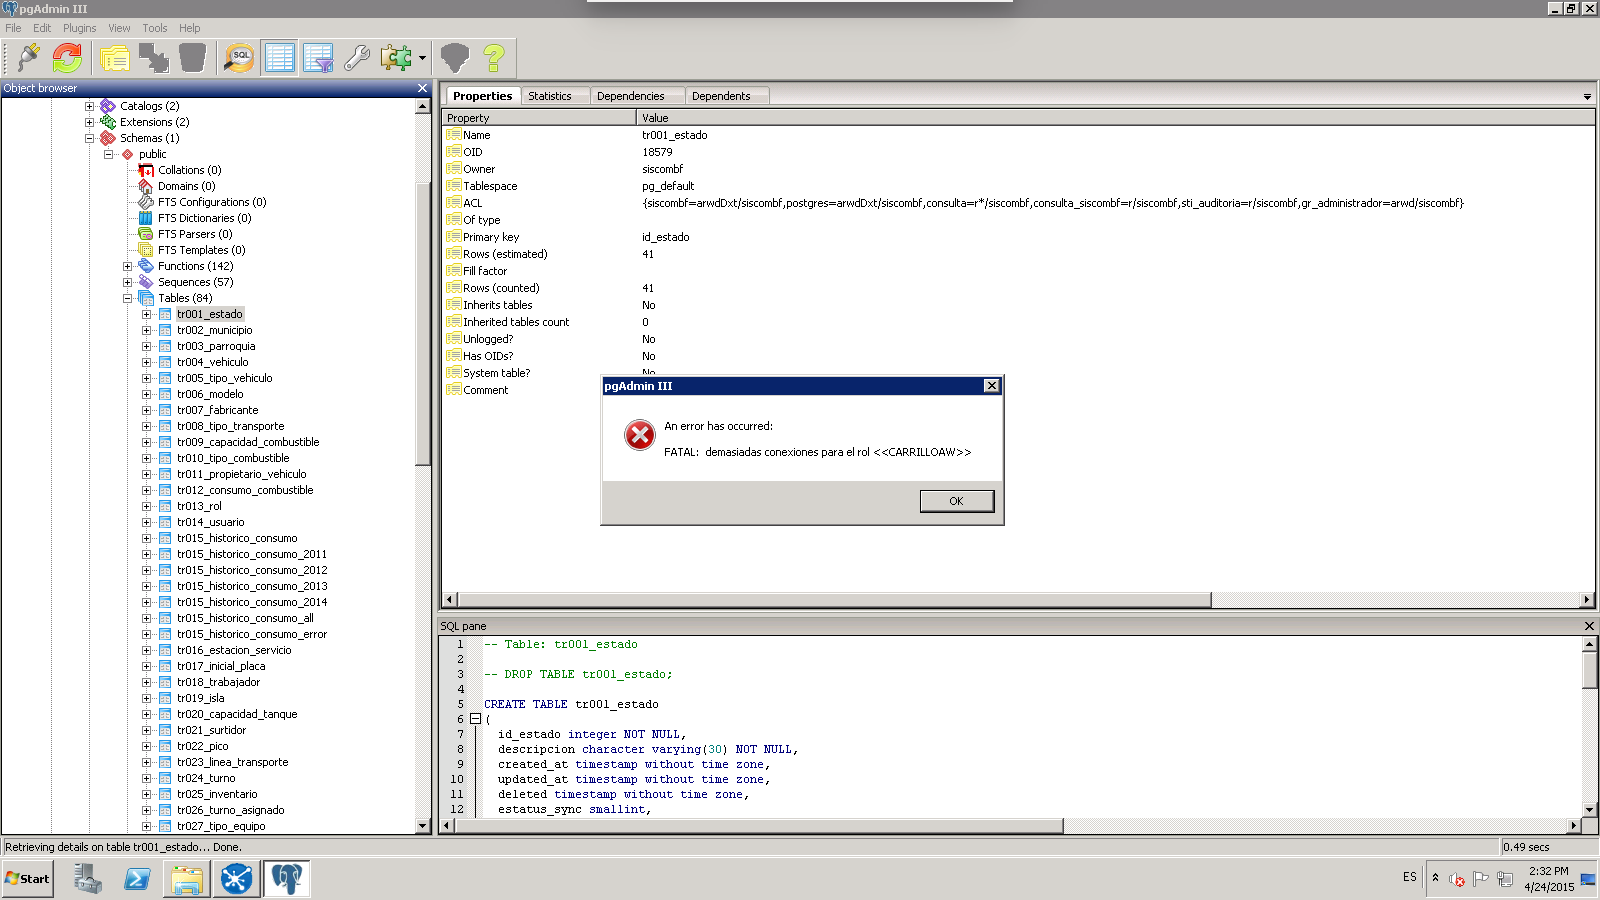 pgAdmin III
File Edit Plugins View Tools Help
SQL
Object browser
Catalogs (2)
Extensions (2)
Schemas (1)
public
Collations (0)
Domains (0)
FTS Configurations (0)
FTS Dictionaries (0)
FTS Parsers (0)
FTS Templates (0)
Functions (142)
Sequences (57)
Tables (84)
tr001_estado
tr002_municipio
tr003_parroquia
tr004_vehiculo
tr005_tipo_vehiculo
tr006_modelo
tr007_fabricante
tr008_tipo_transporte
tr009_capacidad_combustible
tr010_tipo_combustible
tr011_propietario_vehiculo
tr012_consumo_combustible
tr013_rol
tr014_usuario
tr015_historico_consumo
tr015_historico_consumo_2011
tr015_historico_consumo_2012
tr015_historico_consumo_2013
tr015_historico_consumo_2014
tr015_historico_consumo_all
tr015_historico_consumo_error
tr016_estacion_servicio
tr017_inicial_placa
tr018_trabajador
tr019_isla
tr020_capacidad_tanque
tr021_surtidor
tr022_pico
tr023_linea_transporte
tr024_turno
tr025_inventario
tr026_turno_asignado
tr027_tipo_equipo
Properties Statistics Dependencies Dependents
Property Value
Name tr001_estado
OID 18579
Owner siscombf
Tablespace pg_default
ACL {siscombf=arwdDxt/siscombf,postgres=arwdDxt/siscombf,consulta=r*/siscombf,consulta_siscombf=r/siscombf,sti_auditoria=r/siscombf,gr_administrador=arwd/siscombf}
Of type
Primary key id_estado
Rows (estimated) 41
Fill factor
Rows (counted) 41
Inherits tables No
Inherited tables count 0
Unlogged? No
Has OIDs? No
System table? No
Comment
pgAdmin III
An error has occurred:
FATAL: demasiadas conexiones para el rol <<CARRILLOAW>>
OK
SQL pane
1 -- Table: tr001_estado
2
3 -- DROP TABLE tr001_estado;
4
5 CREATE TABLE tr001_estado
6 (
7 id_estado integer NOT NULL,
8 descripcion character varying(30) NOT NULL,
9 created_at timestamp without time zone,
10 updated_at timestamp without time zone,
11 deleted timestamp without time zone,
12 estatus_sync smallint,
Retrieving details on table tr001_estado... Done. 0.49 secs
Start ES 2:32 PM
4/24/2015